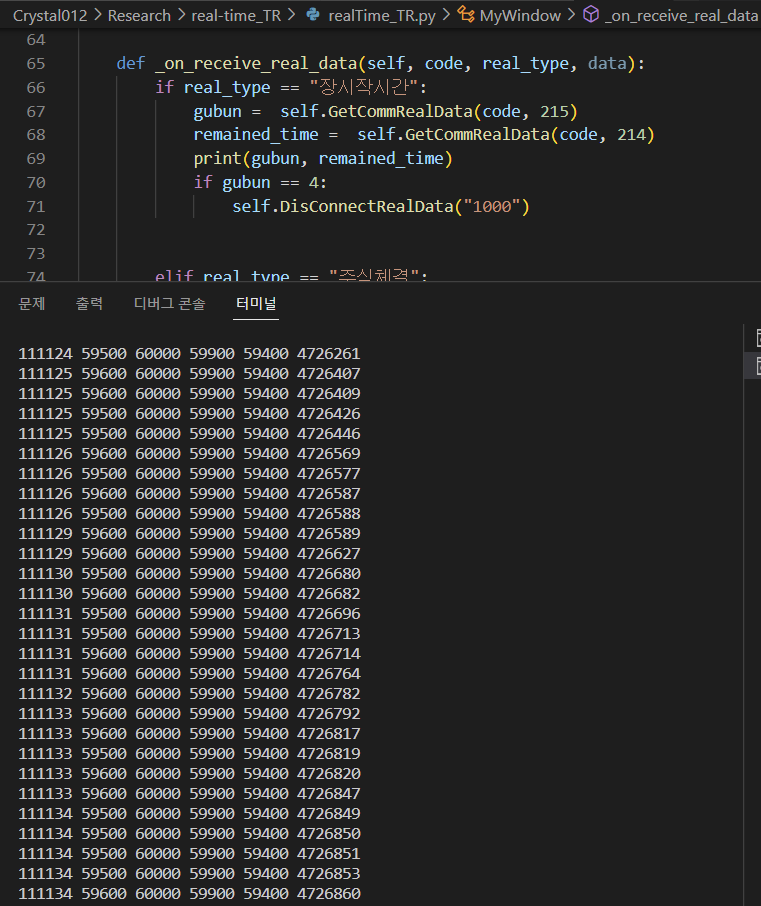 Crystal012 > Research > real-time_TR > realTime_TR.py > MyWindow > _on_receive_real_data
64
65 def _on_receive_real_data(self, code, real_type, data):
66 if real_type == "장시작시간":
67 gubun =  self.GetCommRealData(code, 215)
68 remained_time =  self.GetCommRealData(code, 214)
69 print(gubun, remained_time)
70 if gubun == 4:
71 self.DisConnectRealData("1000")
72
73
74 elif real_type == "주식체결":
문제 출력 디버그 콘솔 터미널
111124 59500 60000 59900 59400 4726261
111125 59600 60000 59900 59400 4726407
111125 59600 60000 59900 59400 4726409
111125 59500 60000 59900 59400 4726426
111125 59500 60000 59900 59400 4726446
111126 59600 60000 59900 59400 4726569
111126 59500 60000 59900 59400 4726577
111126 59600 60000 59900 59400 4726587
111126 59500 60000 59900 59400 4726588
111129 59600 60000 59900 59400 4726589
111129 59600 60000 59900 59400 4726627
111130 59500 60000 59900 59400 4726680
111130 59600 60000 59900 59400 4726682
111131 59500 60000 59900 59400 4726696
111131 59500 60000 59900 59400 4726713
111131 59600 60000 59900 59400 4726714
111131 59600 60000 59900 59400 4726764
111132 59600 60000 59900 59400 4726782
111133 59600 60000 59900 59400 4726792
111133 59600 60000 59900 59400 4726817
111133 59500 60000 59900 59400 4726819
111133 59600 60000 59900 59400 4726820
111133 59600 60000 59900 59400 4726847
111134 59500 60000 59900 59400 4726849
111134 59500 60000 59900 59400 4726850
111134 59500 60000 59900 59400 4726851
111134 59500 60000 59900 59400 4726853
111134 59600 60000 59900 59400 4726860